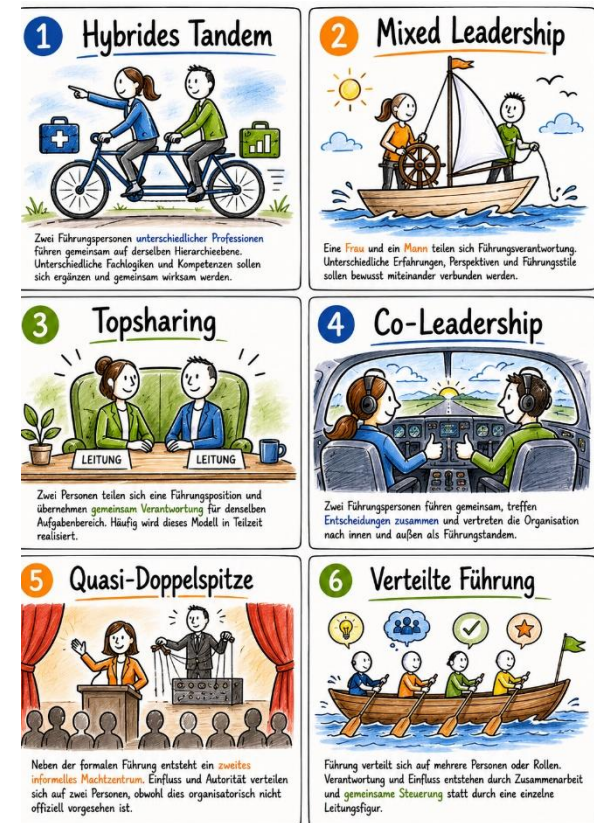 1 Hybrides Tandem
Zwei Führungspersonen unterschiedlicher Professionen
führen gemeinsam auf derselben Hierarchieebene.
Unterschiedliche Fachlogiken und Kompetenzen sollen
sich ergänzen und gemeinsam wirksam werden.
2 Mixed Leadership
Eine Frau und ein Mann teilen sich Führungsverantwortung.
Unterschiedliche Erfahrungen, Perspektiven und Führungsstile
sollen bewusst miteinander verbunden werden.
3 Topsharing
LEITUNG LEITUNG
Zwei Personen teilen sich eine Führungsposition und
übernehmen gemeinsam Verantwortung für denselben
Aufgabenbereich. Häufig wird dieses Modell in Teilzeit
realisiert.
4 Co-Leadership
Zwei Führungspersonen führen gemeinsam, treffen
Entscheidungen zusammen und vertreten die Organisation
nach innen und außen als Führungstandem.
5 Quasi-Doppelspitze
Neben der formalen Führung entsteht ein zweites
informelles Machtzentrum. Einfluss und Autorität verteilen
sich auf zwei Personen, obwohl dies organisatorisch nicht
offiziell vorgesehen ist.
6 Verteilte Führung
Führung verteilt sich auf mehrere Personen oder Rollen.
Verantwortung und Einfluss entstehen durch Zusammenarbeit
und gemeinsame Steuerung statt durch eine einzelne
Leitungsfigur.